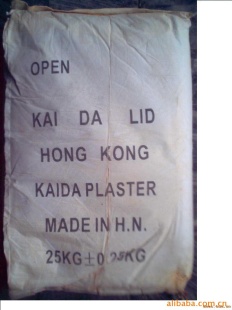 OPEN
KAI DA LID
HONG KONG
KAIDA PLASTER
MADE IN H.N.
25KG±0.25KG
alibaba.com.cn